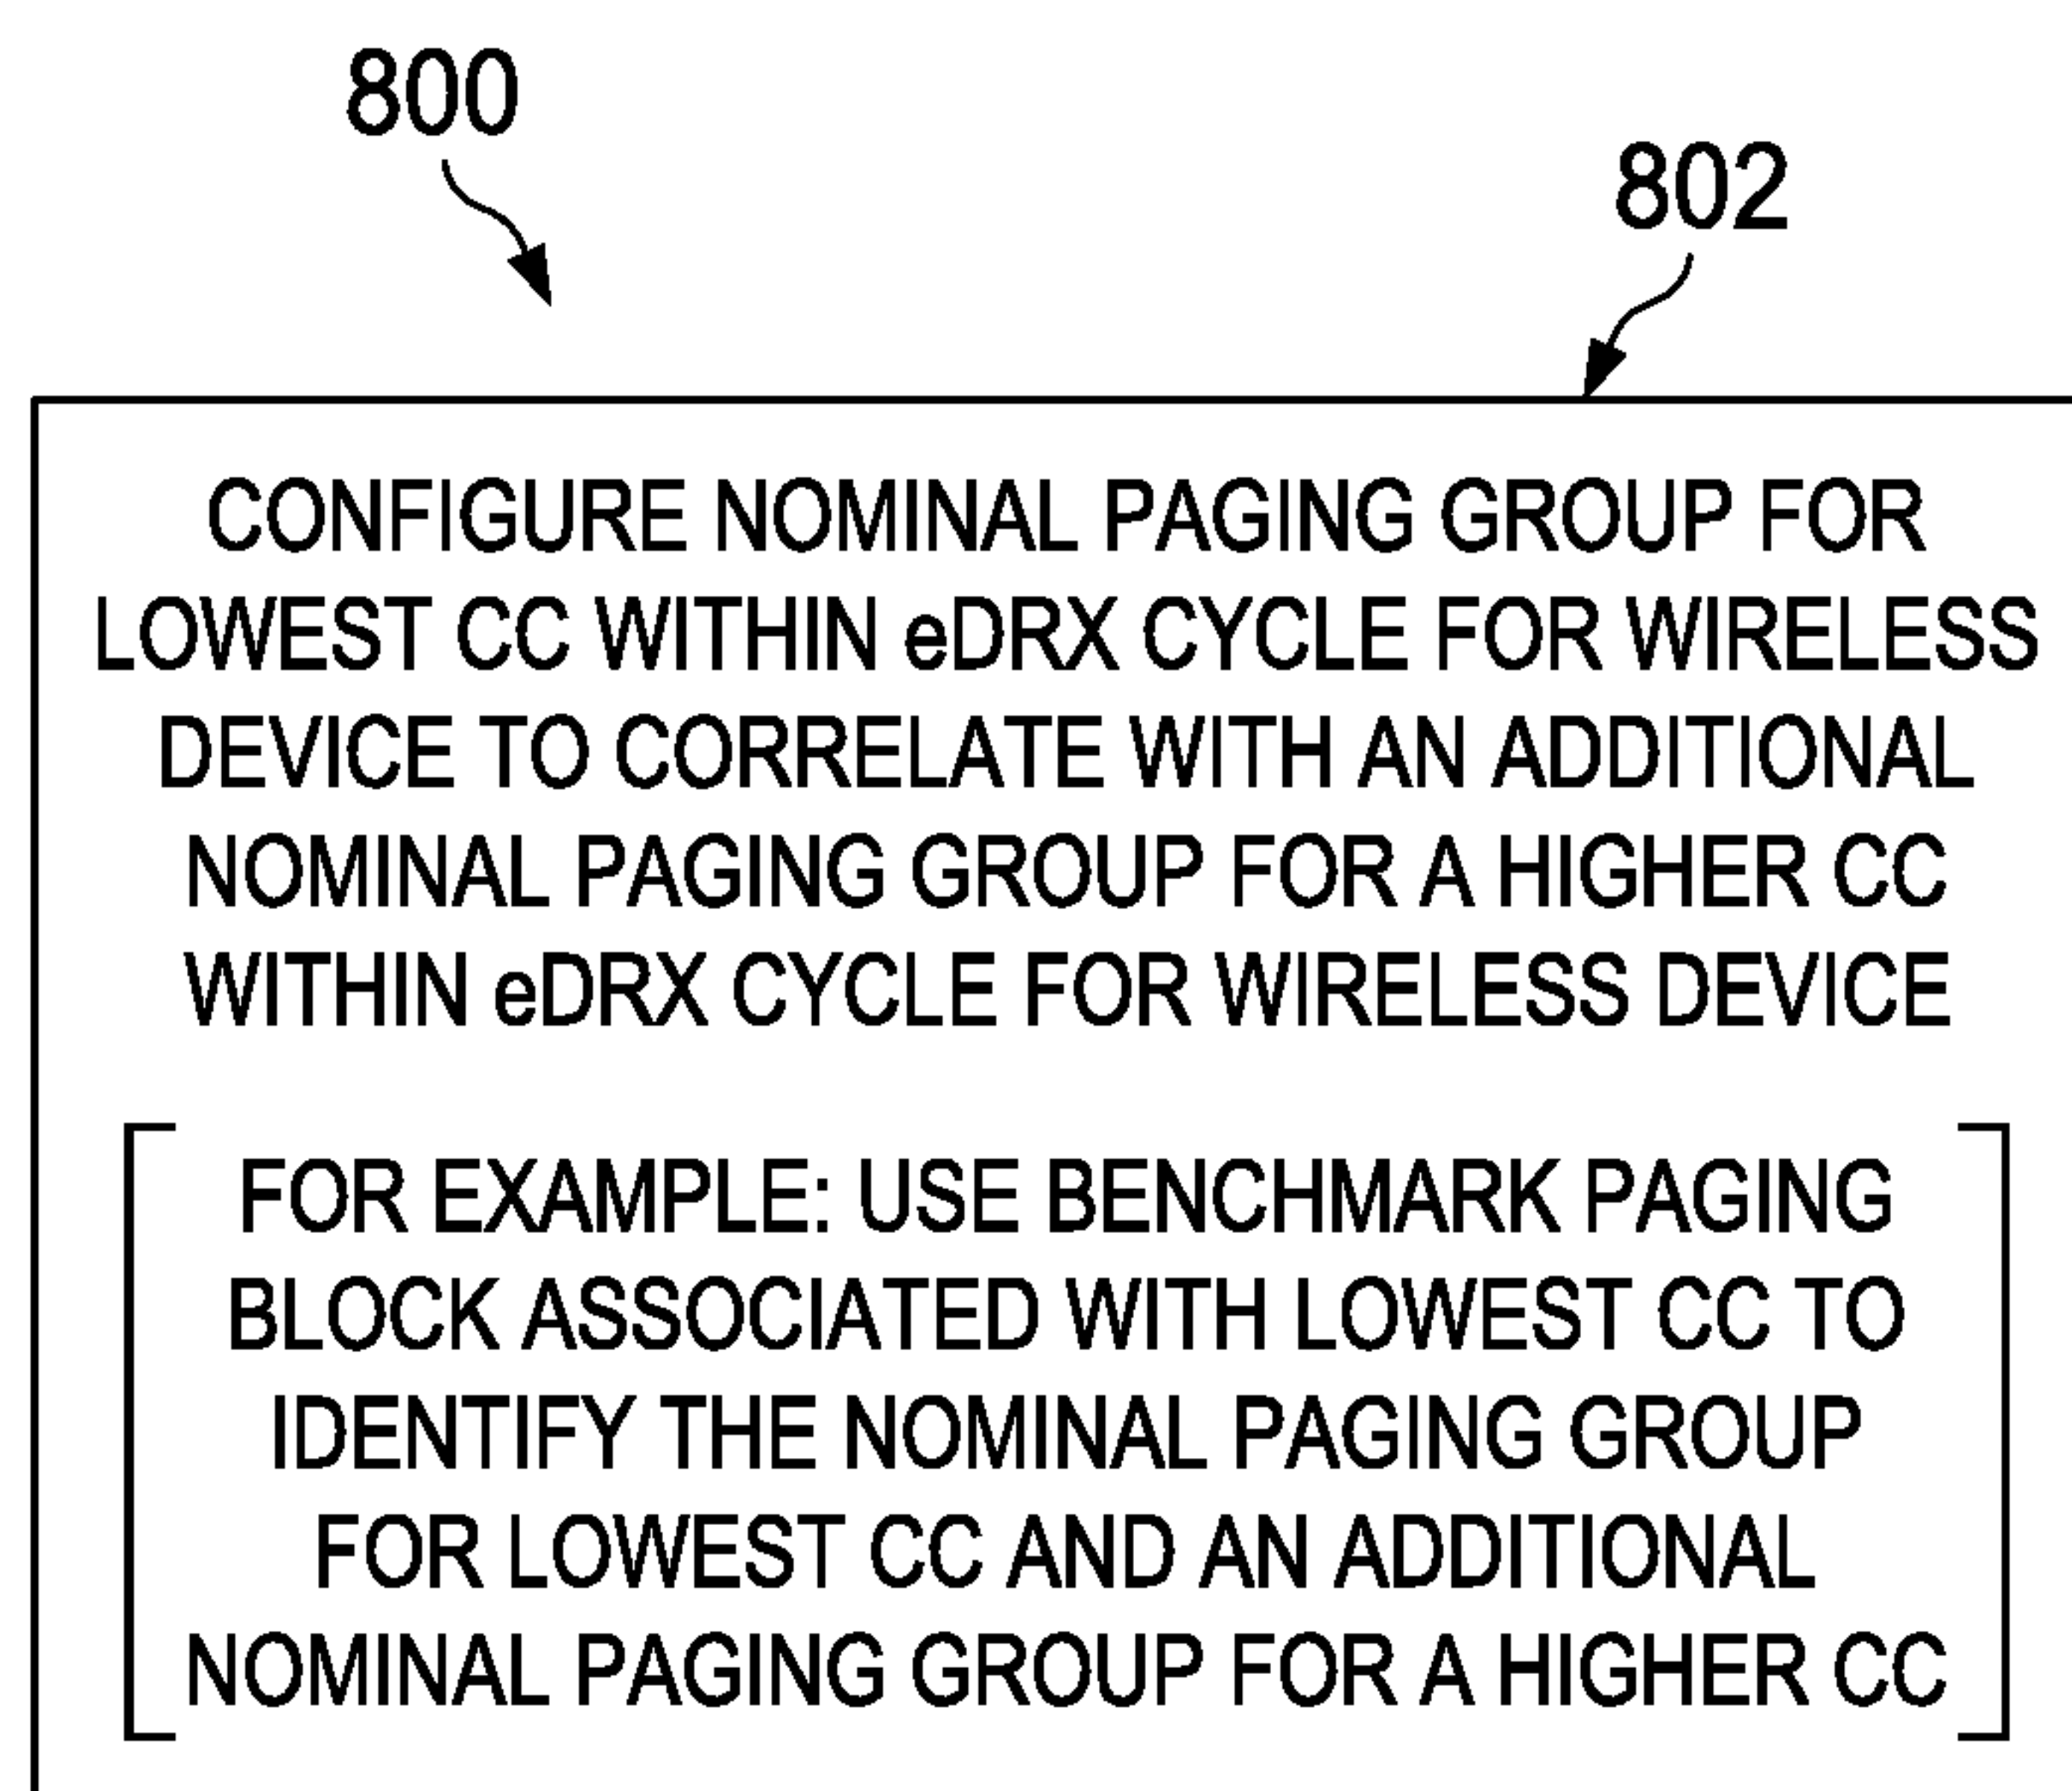 800
802
CONFIGURE NOMINAL PAGING GROUP FOR
LOWEST CC WITHIN eDRX CYCLE FOR WIRELESS
DEVICE TO CORRELATE WITH AN ADDITIONAL
NOMINAL PAGING GROUP FOR A HIGHER CC
WITHIN eDRX CYCLE FOR WIRELESS DEVICE
FOR EXAMPLE: USE BENCHMARK PAGING
BLOCK ASSOCIATED WITH LOWEST CC TO
IDENTIFY THE NOMINAL PAGING GROUP
FOR LOWEST CC AND AN ADDITIONAL
NOMINAL PAGING GROUP FOR A HIGHER CC